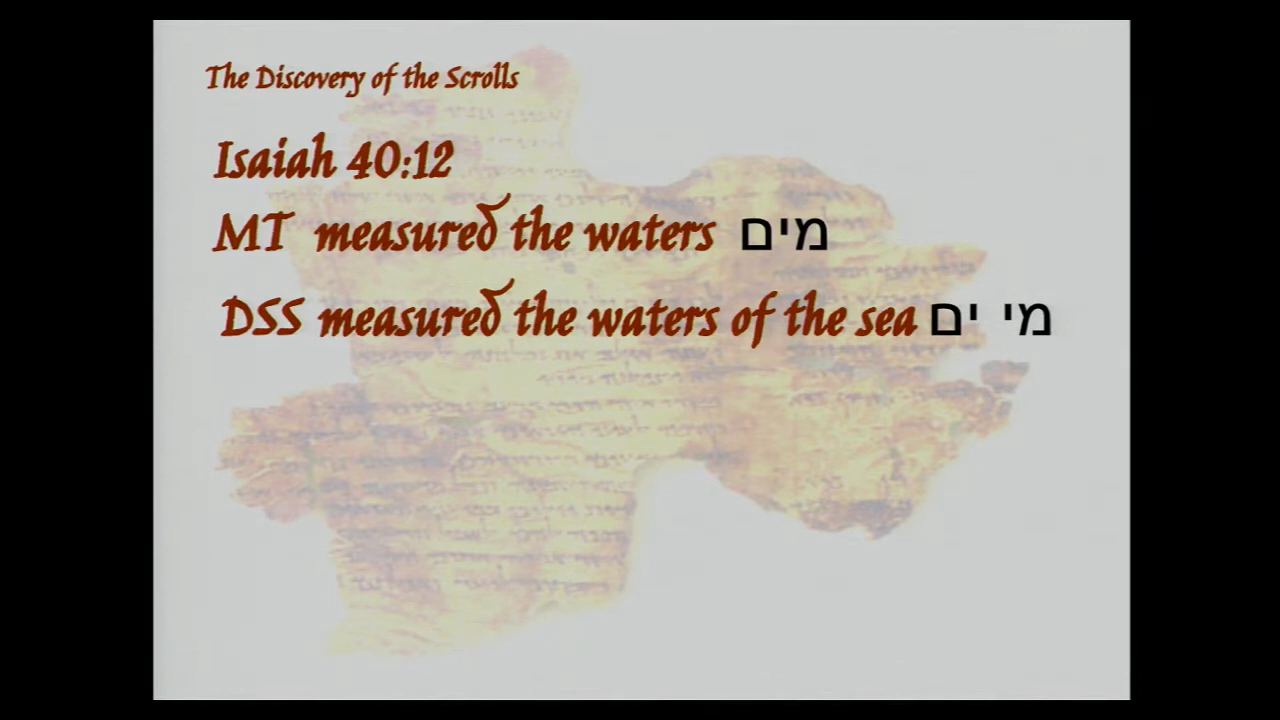 The Discovery of the Scrolls
Isaiah 40:12
MT measured the waters מים
DSS measured the waters of the sea מי ים